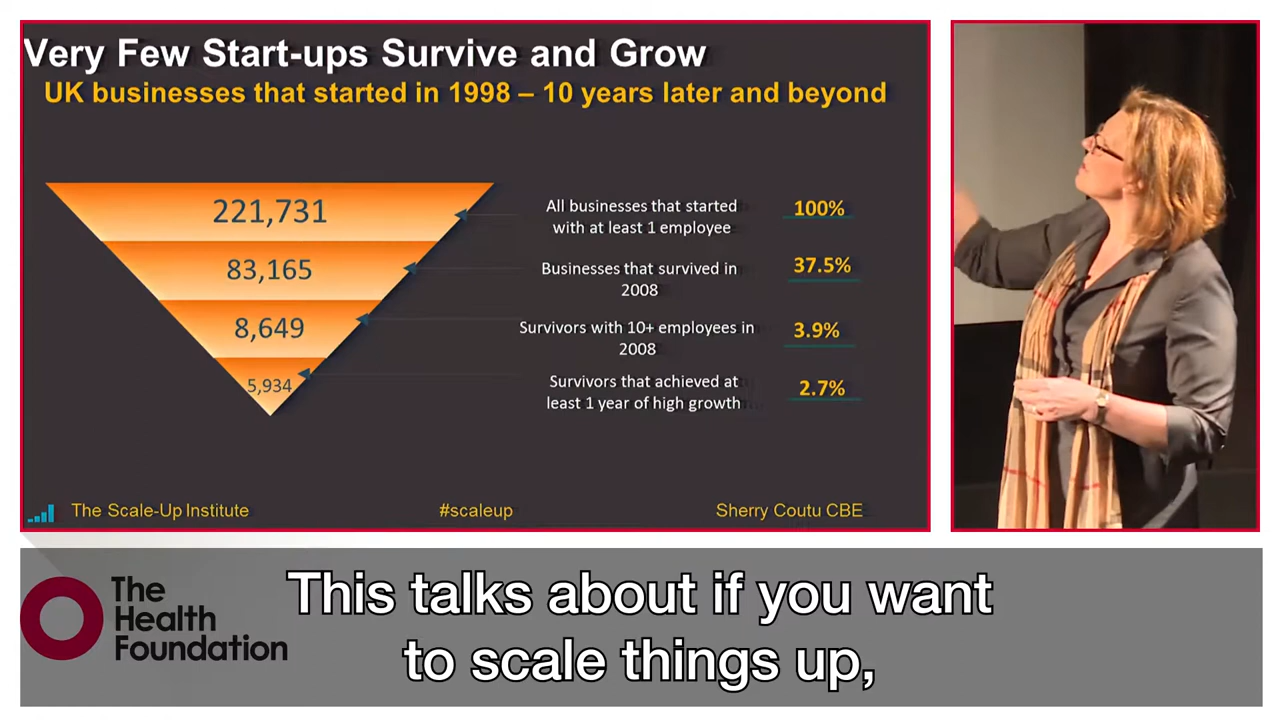 Very Few Start-ups Survive and Grow
UK businesses that started in 1998 – 10 years later and beyond
221,731
All businesses that started
with at least 1 employee
100%
83,165
Businesses that survived in
2008
37.5%
8,649
Survivors with 10+ employees in
2008
3.9%
5,934
Survivors that achieved at
least 1 year of high growth
2.7%
The Scale-Up Institute
#scaleup
Sherry Coutu CBE
The
Health
Foundation
This talks about if you want
to scale things up,